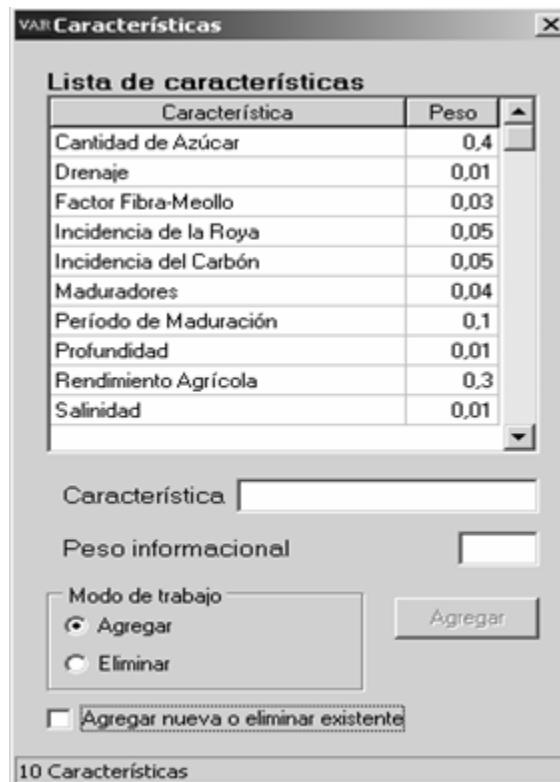 VAR Características
Lista de características
Característica Peso
Cantidad de Azúcar 0,4
Drenaje 0,01
Factor Fibra-Meollo 0,03
Incidencia de la Roya 0,05
Incidencia del Carbón 0,05
Maduradores 0,04
Período de Maduración 0,1
Profundidad 0,01
Rendimiento Agrícola 0,3
Salinidad 0,01
Característica
Peso informacional
Modo de trabajo
Agregar
Agregar
Eliminar
Agregar nueva o eliminar existente
10 Características